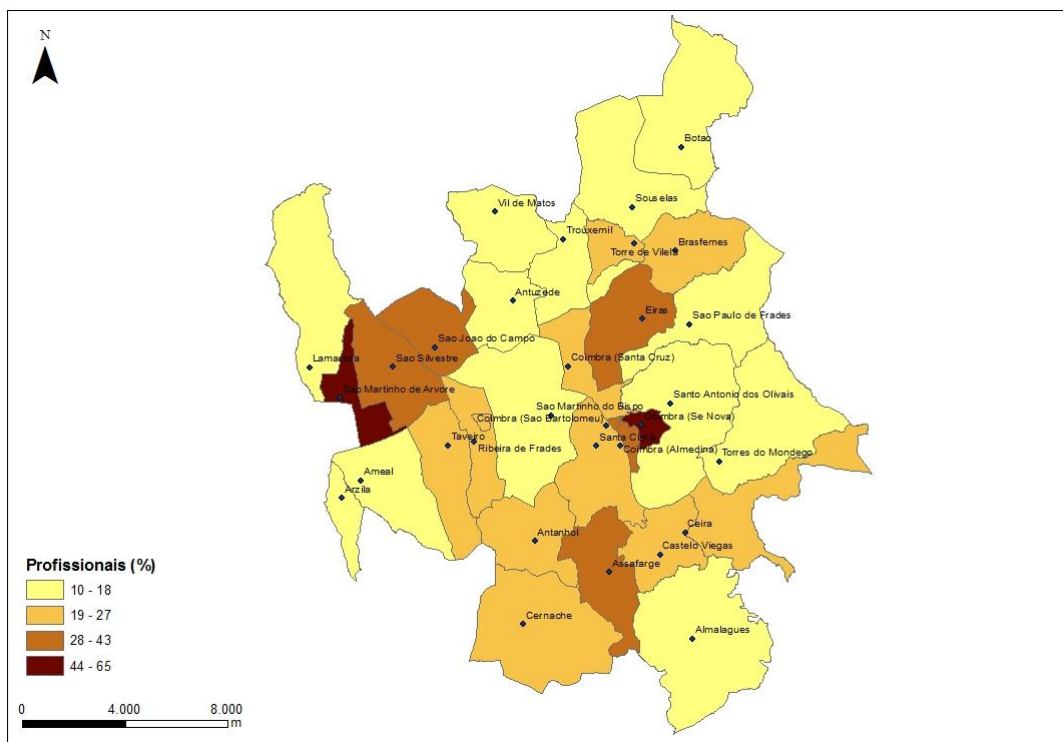 N
Botao
Souselas
Vil de Matos
Trouxemil
Torre de Vilela
Brasfemes
Antuzede
Eiras
Sao Paulo de Frades
Sao Joao do Campo
Lamarosa
Sao Silvestre
Coimbra (Santa Cruz)
Sao Martinho de Arvore
Santo Antonio dos Olivais
Sao Martinho do Bispo
Coimbra (Sao Bartolomeu)
Coimbra (Se Nova)
Taveiro
Ribeira de Frades
Santa Clara
Coimbra (Almedina)
Torres do Mondego
Ameal
Arzila
Antanhol
Ceira
Castelo Viegas
Assafarge
Cernache
Almalagues
Profissionais (%)
10 - 18
19 - 27
28 - 43
44 - 65
0 4.000 8.000
m